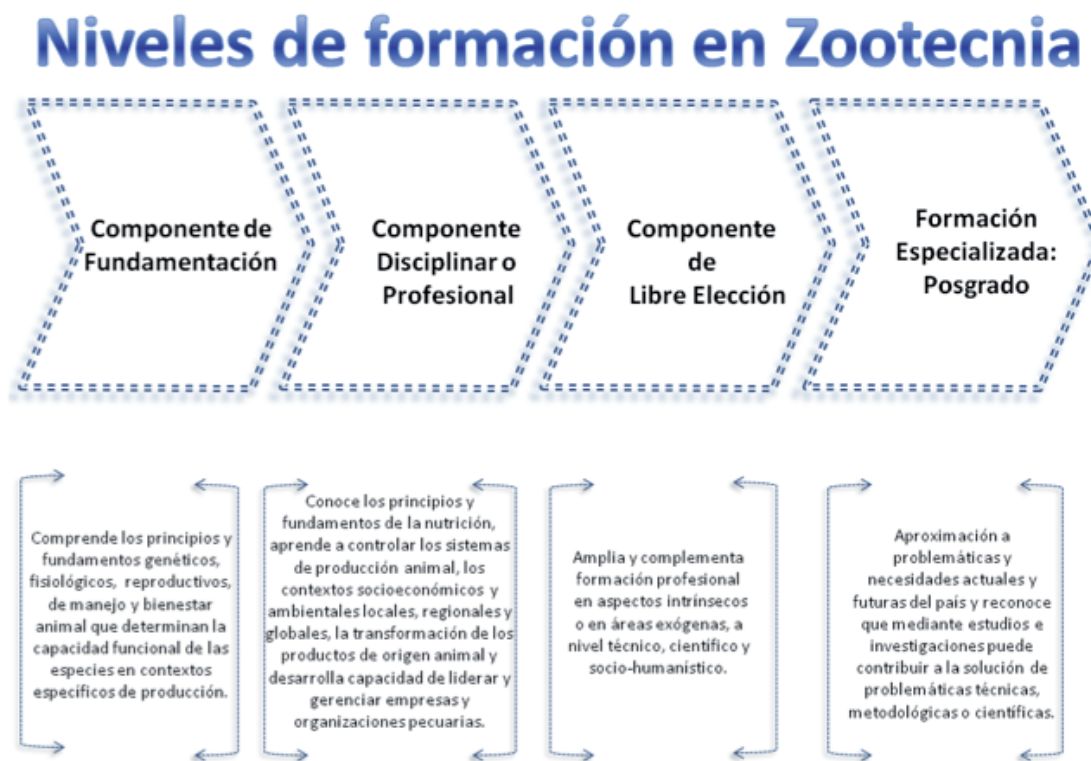 Niveles de formación en Zootecnia
Componente de
Fundamentación
Componente
Disciplinar o
Profesional
Componente
de
Libre Elección
Formación
Especializada:
Posgrado
Comprende los principios y
fundamentos genéticos,
fisiológicos, reproductivos,
de manejo y bienestar
animal que determinan la
capacidad funcional de las
especies en contextos
especificos de producción.
Conoce los principios y
fundamentos de la nutrición,
aprende a controlar los sistemas
de producción animal, los
contextos socioeconómicos y
ambientales locales, regionales y
globales, la transformación de los
productos de origen animal y
desarrolla capacidad de liderar y
gerenciar empresas y
organizaciones pecuarias.
Amplia y complementa
formación profesional
en aspectos intrínsecos
o en áreas exógenas, a
nivel técnico, científico y
socio-humanístico.
Aproximación a
problemáticas y
necesidades actuales y
futuras del país y reconoce
que mediante estudios e
investigaciones puede
contribuir a la solución de
problemáticas técnicas,
metodológicas o científicas.